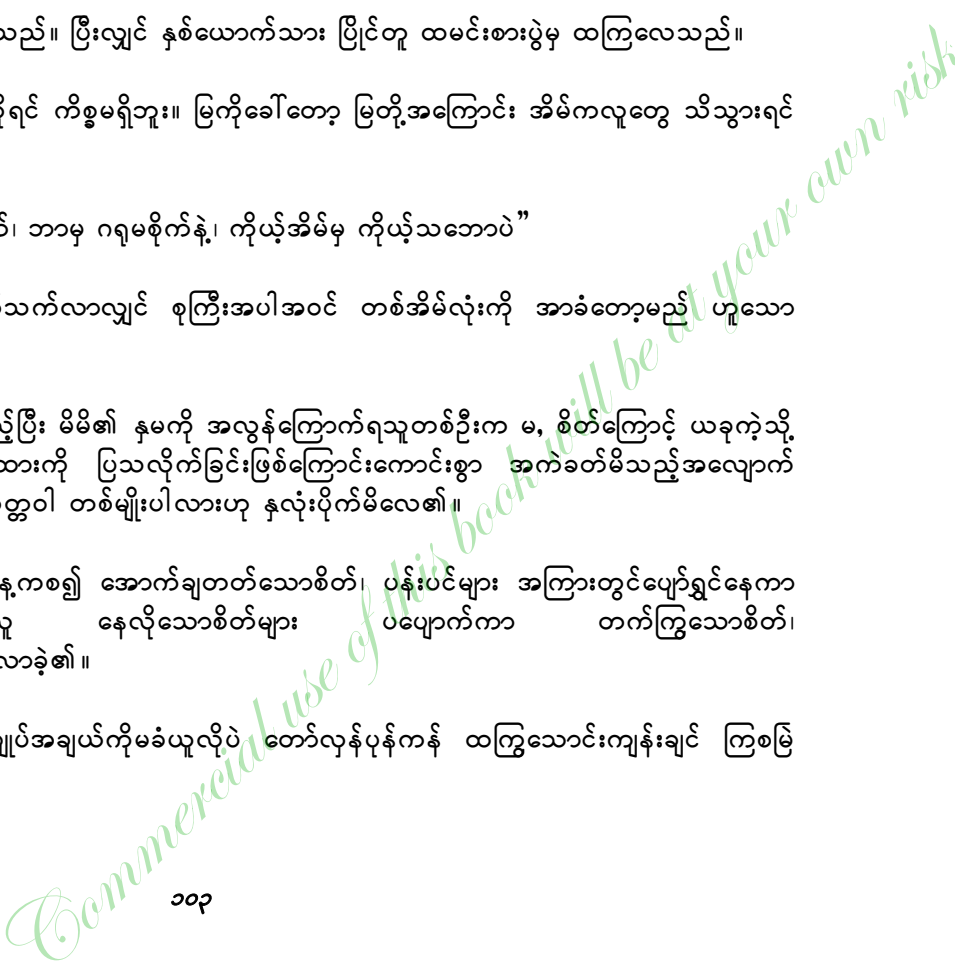 သည်။ ပြီးလျှင် နှစ်ယောက်သား ပြိုင်တူ ထမင်းစားပွဲမှ ထကြလေသည်။
ရင် ကိစ္စမရှိဘူး။ မြကိုခေါ်တော့ မြတို့အကြောင်း အိမ်ကလူတွေ သိသွားရင်
ဘာမှ ဂရုမစိုက်နဲ့၊ ကိုယ့်အိမ်မှ ကိုယ့်သဘောပဲ”
သက်လာလျှင် စုကြီးအပါအဝင် တစ်အိမ်လုံးကို အာခံတော့မည် ဟူသော
ပြီး မိမိ၏ နှမကို အလွန်ကြောက်ရသူတစ်ဦးက မ, စိတ်ကြောင့် ယခုကဲ့သို့
ထားကို ပြသလိုက်ခြင်းဖြစ်ကြောင်းကောင်းစွာ အကဲခတ်မိသည့်အလျောက်
တ္တဝါ တစ်မျိုးပါလားဟု နှလုံးပိုက်မိလေ၏။
နေ့ကစ၍ အောက်ချတတ်သောစိတ်၊ ပန်းပင်များ အကြားတွင်ပျော်ရွှင်နေကာ
ယူ နေလိုသောစိတ်များ ပပျောက်ကာ တက်ကြွသောစိတ်၊
လာခဲ့၏။
ချုပ်အချယ်ကိုမခံယူလိုပဲ တော်လှန်ပုန်ကန် ထကြွသောင်းကျန်းချင် ကြစမြဲ
၁၀၃
Commercial use of this book will be at your own risk